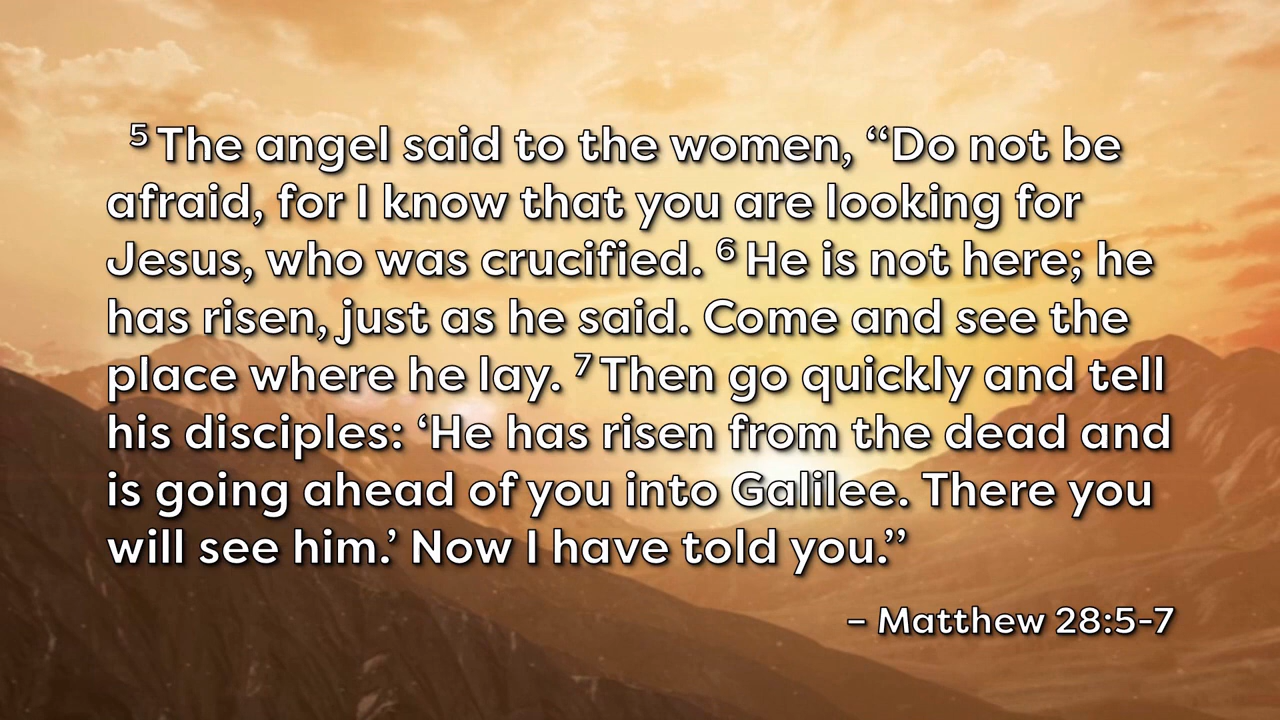 ⁵ The angel said to the women, “Do not be
afraid, for I know that you are looking for
Jesus, who was crucified. ⁶ He is not here; he
has risen, just as he said. Come and see the
place where he lay. ⁷ Then go quickly and tell
his disciples: ‘He has risen from the dead and
is going ahead of you into Galilee. There you
will see him.’ Now I have told you.”
– Matthew 28:5-7